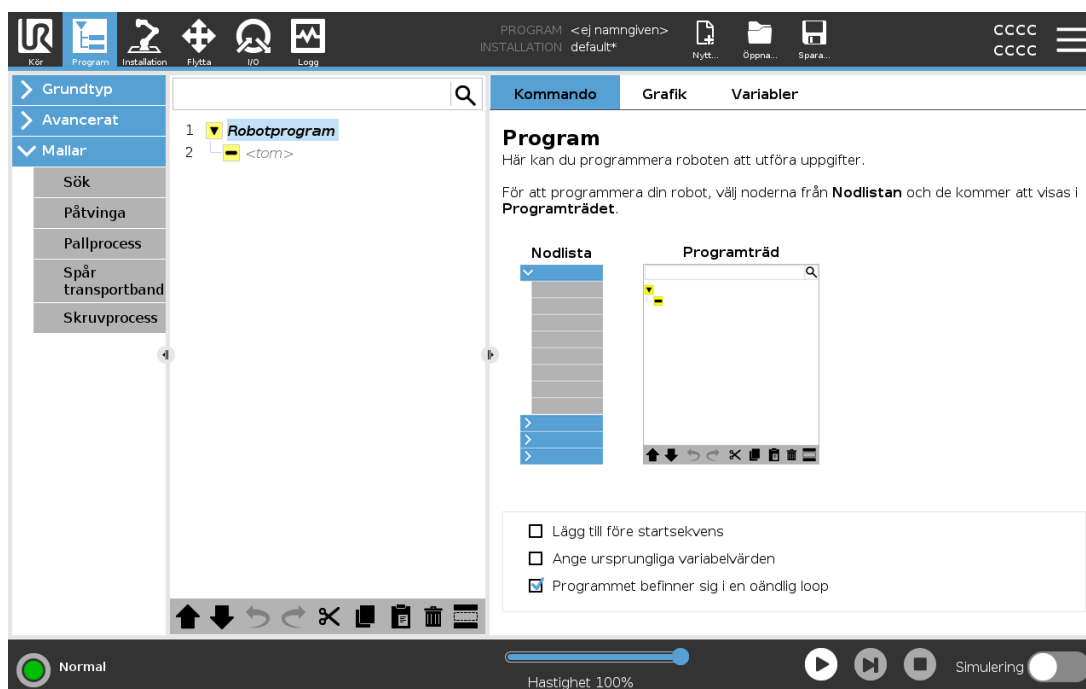 UR
Kör
Program
Installation
Flytta
I/O
Logg
PROGRAM <ej namngiven>
INSTALLATION default*
Nytt...
Öppna...
Spara...
CCCC
CCCC
Grundtyp
Avancerat
Mallar
Sök
Påtvinga
Pallprocess
Spår
transportband
Skruvprocess
1 Robotprogram
2 <tom>
Kommando
Grafik
Variabler
Program
Här kan du programmera roboten att utföra uppgifter.
För att programmera din robot, välj noderna från Nodlistan och de kommer att visas i
Programträdet.
Nodlista
Programträd
Lägg till före startsekvens
Ange ursprungliga variabelvärden
Programmet befinner sig i en oändlig loop
Normal
Hastighet 100%
Simulering